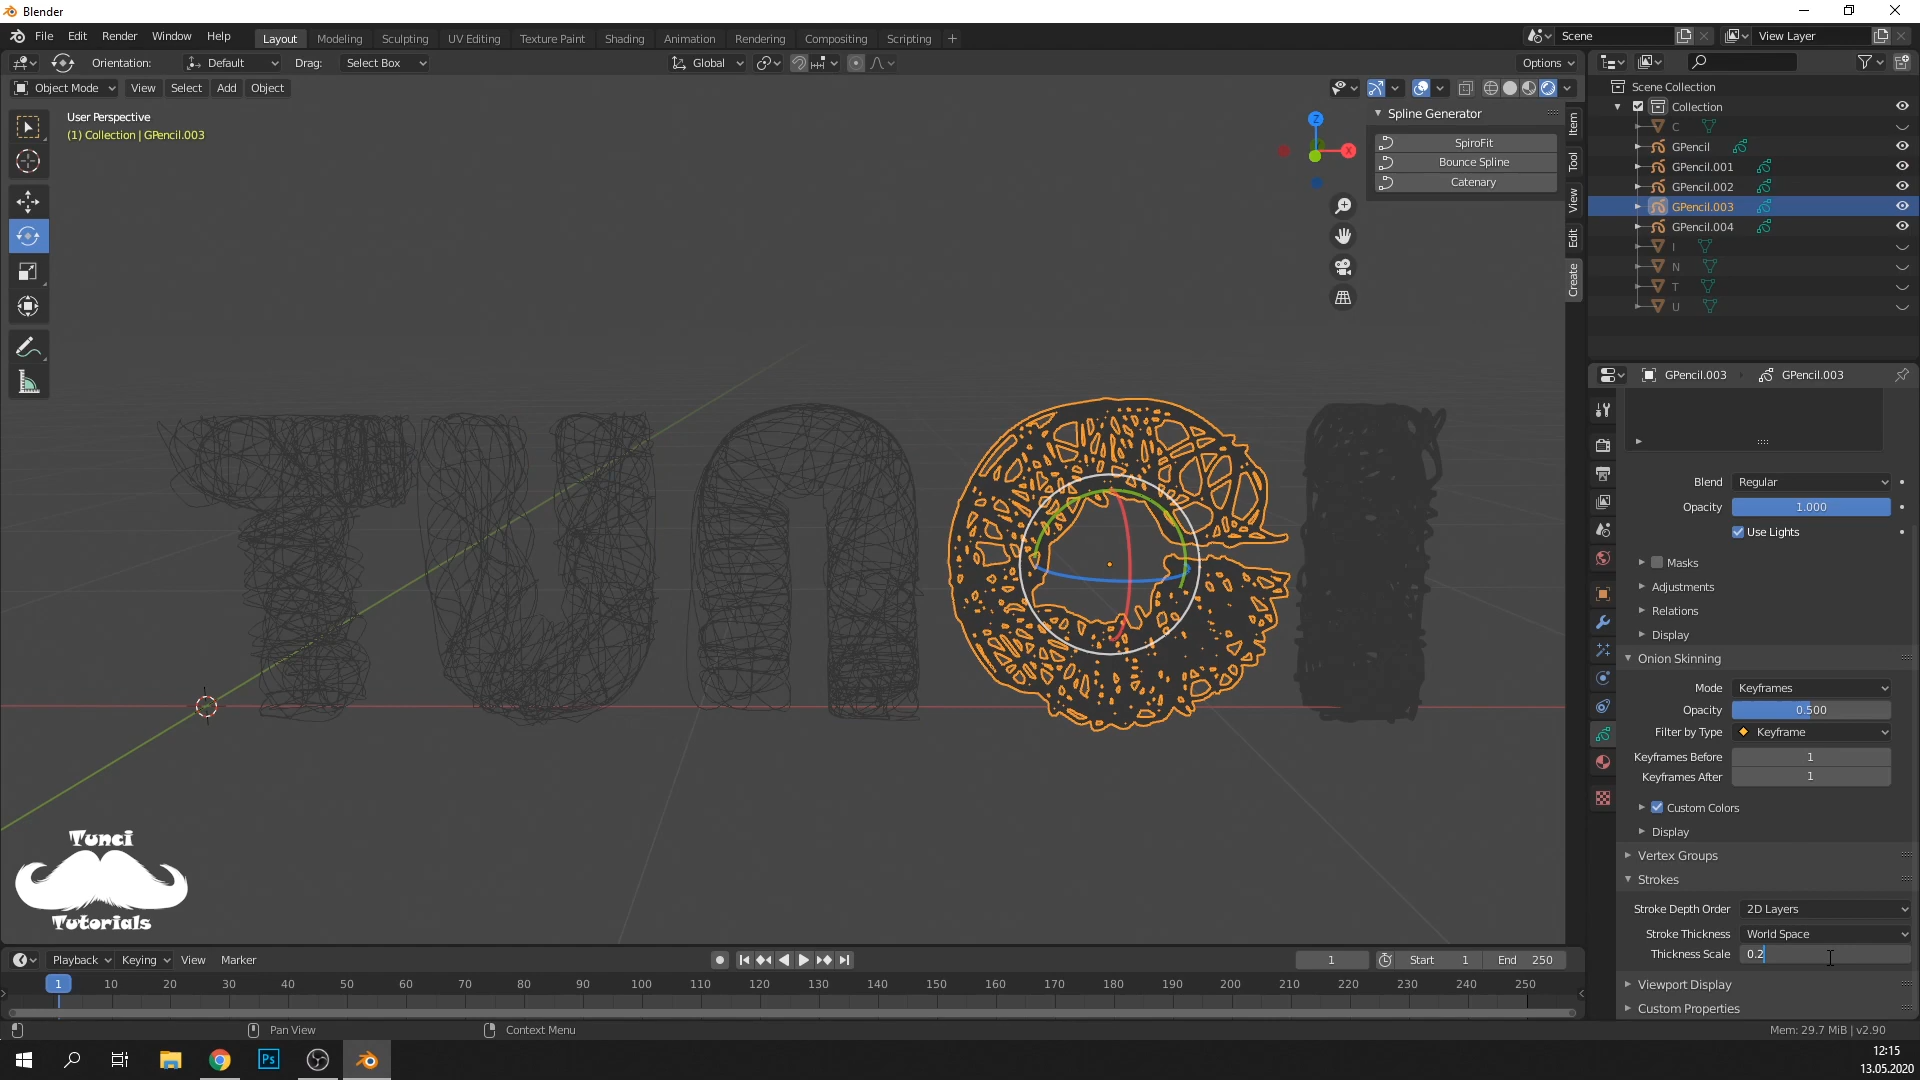 Blender
File Edit Render Window Help
Layout Modeling Sculpting UV Editing Texture Paint Shading Animation Rendering Compositing Scripting +
Scene
View Layer
Orientation: Default Drag: Select Box
Global
Options
Object Mode View Select Add Object
User Perspective
(1) Collection | GPencil.003
X
Spline Generator
SpiroFit
Bounce Spline
Catenary
Item
Tool
View
Edit
Create
Scene Collection
Collection
C
GPencil
GPencil.001
GPencil.002
GPencil.003
GPencil.004
I
N
T
U
GPencil.003 GPencil.003
Blend Regular
Opacity 1.000
Use Lights
Masks
Adjustments
Relations
Display
Onion Skinning
Mode Keyframes
Opacity 0.500
Filter by Type Keyframe
Keyframes Before 1
Keyframes After 1
Custom Colors
Display
Vertex Groups
Strokes
Stroke Depth Order 2D Layers
Stroke Thickness World Space
Thickness Scale 0.2
Viewport Display
Custom Properties
TUnCI
Tunci
Tutorials
Playback Keying View Marker
1 Start 1 End 250
1 10 20 30 40 50 60 70 80 90 100 110 120 130 140 150 160 170 180 190 200 210 220 230 240 250
Pan View
Context Menu
Mem: 29.7 MiB | v2.90
Ps
12:15
13.05.2020